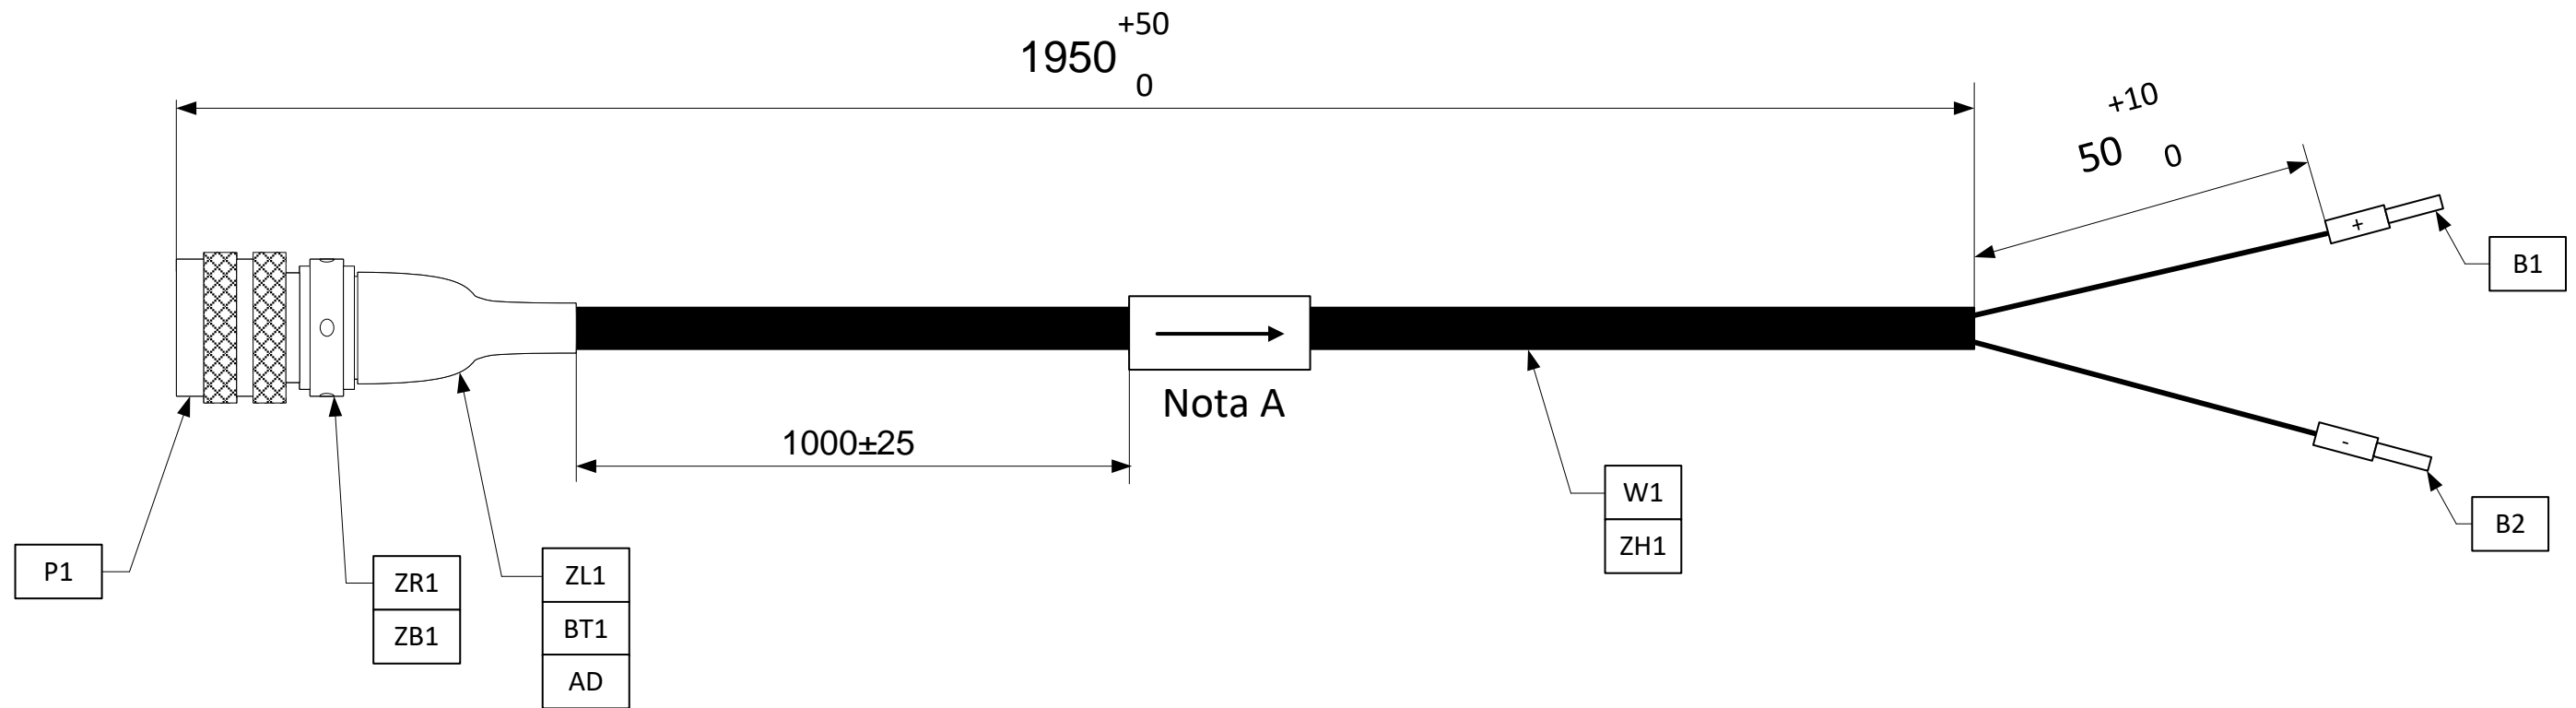 +50
1950
0
+10
50
0
+
B1
Nota A
1000±25
-
W1
ZH1
B2
P1
ZR1
ZB1
ZL1
BT1
AD